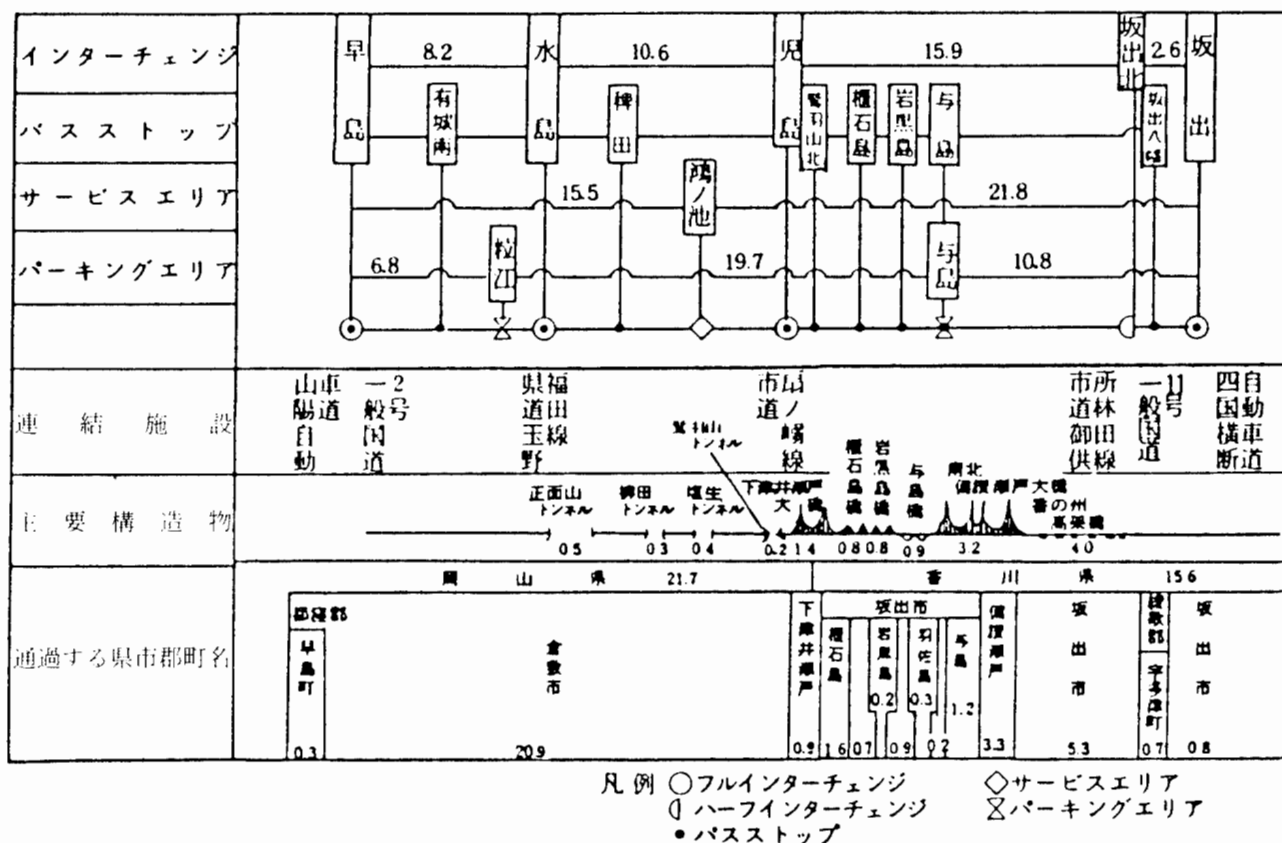 インターチェンジ
早島 8.2 水島 10.6 児島 15.9 坂出北 2.6 坂出
バスストップ
有城南 稗田 鷲羽山北 櫃石島 岩黒島 与島 坂出八幡
サービスエリア
15.5 鴻ノ池 21.8
パーキングエリア
6.8 粒江 19.7 与島 10.8
連結施設
山陽自動車道
一般国道2号
県道玉野福田線
市道
ノ峰線
市道御供所林田線
一般国道11号
四国横断自動車道
鷲羽山トンネル
主要構造物
正面山トンネル 0.5
稗田トンネル 0.3
塩生トンネル 0.4
0.2
下津井瀬戸大橋 1.4
櫃石島橋 0.8
岩黒島橋 0.8
与島橋 0.9
南北備讃瀬戸大橋 3.2
番の州高架橋 4.0
通過する県市郡町名
岡山県 21.7
香川県 15.6
都窪郡
早島町 0.3
倉敷市 20.9
下津井瀬戸 0.9
坂出市
櫃石島 1.6
0.7
岩黒島 0.2
0.9
羽佐島 0.3
0.2
与島 1.2
備讃瀬戸 3.3
坂出市 5.3
綾歌郡
宇多津町 0.7
坂出市 0.8
凡例 フルインターチェンジ サービスエリア
ハーフインターチェンジ パーキングエリア
バスストップ